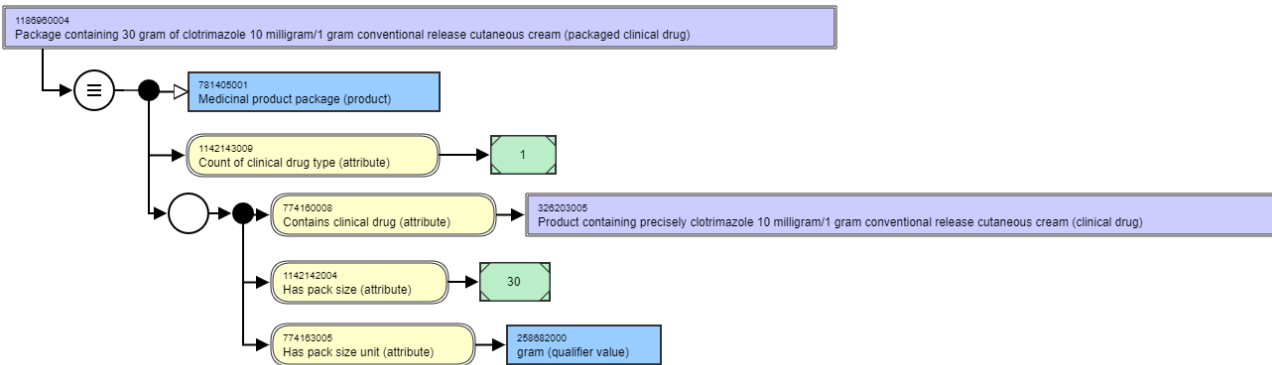 1186960004
Package containing 30 gram of clotrimazole 10 milligram/1 gram conventional release cutaneous cream (packaged clinical drug)
781405001
Medicinal product package (product)
1142143009
Count of clinical drug type (attribute)
1
774160008
Contains clinical drug (attribute)
326203005
Product containing precisely clotrimazole 10 milligram/1 gram conventional release cutaneous cream (clinical drug)
1142142004
Has pack size (attribute)
30
774163005
Has pack size unit (attribute)
258682000
gram (qualifier value)